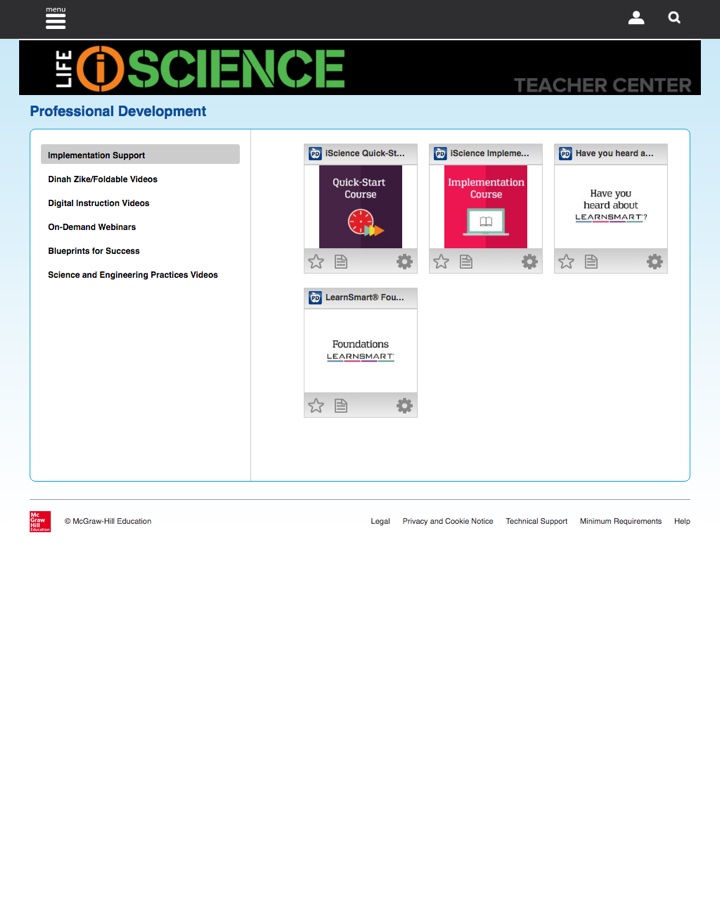 menu
LIFE iSCIENCE
TEACHER CENTER
Professional Development
Implementation Support
Dinah Zike/Foldable Videos
Digital Instruction Videos
On-Demand Webinars
Blueprints for Success
Science and Engineering Practices Videos
PD iScience Quick-St...
Quick-Start
Course
PD iScience Impleme...
Implementation
Course
PD Have you heard a...
Have you
heard about
LEARNSMART®?
PD LearnSmart® Fou...
Foundations
LEARNSMART®
Mc
Graw
Hill
Education
© McGraw-Hill Education
Legal Privacy and Cookie Notice Technical Support Minimum Requirements Help